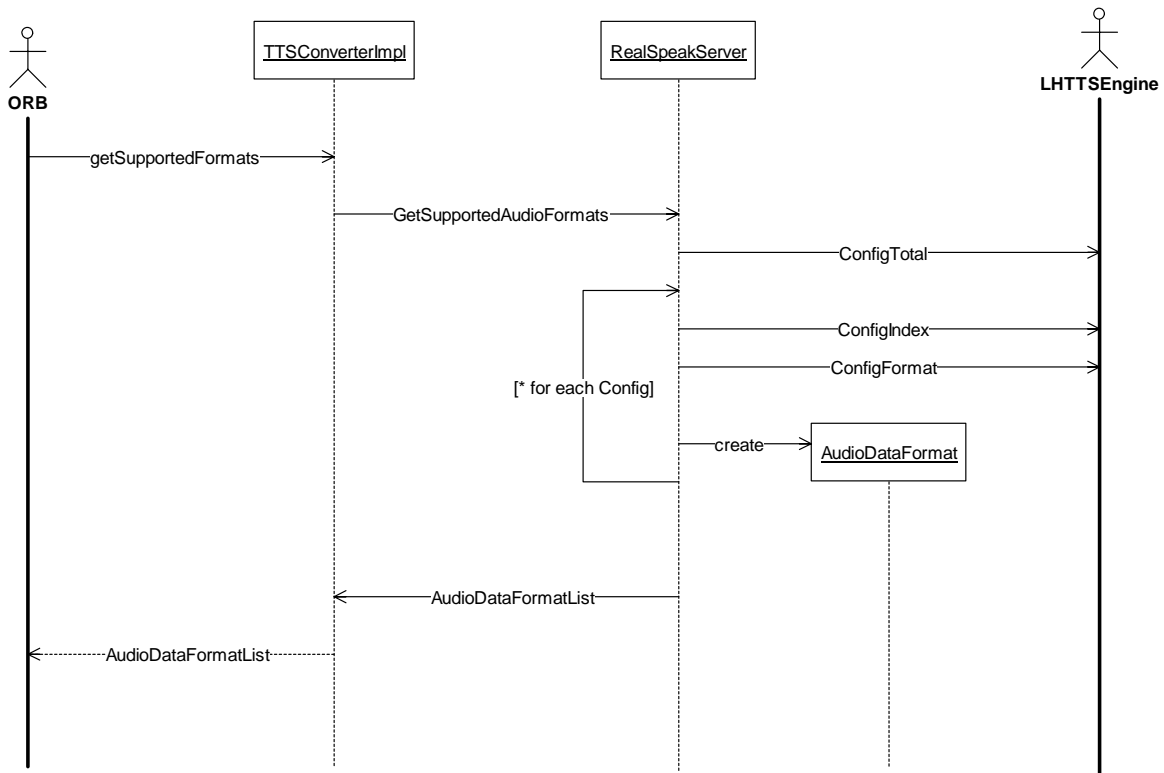 TTSConverterImpl
RealSpeakServer
LHTTSEngine
ORB
getSupportedFormats
GetSupportedAudioFormats
ConfigTotal
ConfigIndex
ConfigFormat
[* for each Config]
create
AudioDataFormat
AudioDataFormatList
AudioDataFormatList